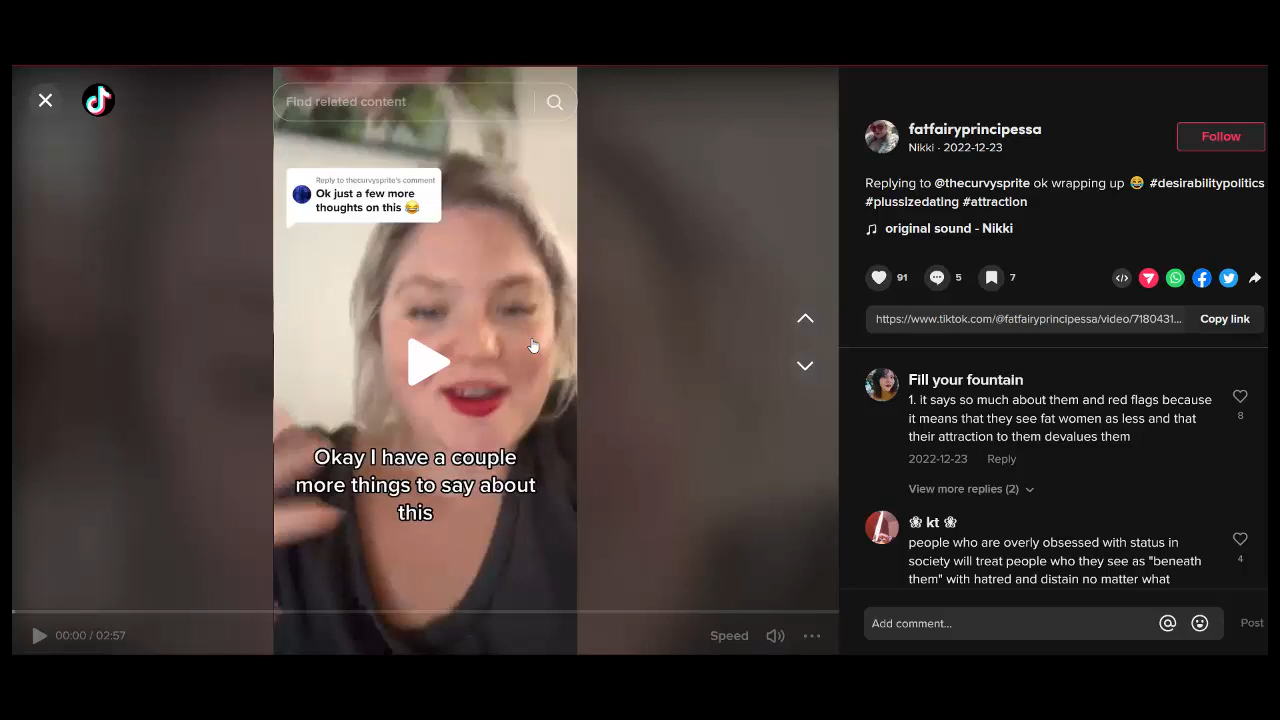 Find related content
Reply to thecurvysprite's comment
Ok just a few more
thoughts on this 😂
Okay I have a couple
more things to say about
this
00:00 / 02:57
Speed
fatfairyprincipessa
Nikki · 2022-12-23
Follow
Replying to @thecurvysprite ok wrapping up 😂 #desirabilitypolitics
#plussizedating #attraction
original sound - Nikki
91
5
7
https://www.tiktok.com/@fatfairyprincipessa/video/7180431...
Copy link
Fill your fountain
1. it says so much about them and red flags because
it means that they see fat women as less and that
their attraction to them devalues them
8
2022-12-23 Reply
View more replies (2)
❀ kt ❀
people who are overly obsessed with status in
society will treat people who they see as "beneath
them" with hatred and distain no matter what
4
Add comment...
Post